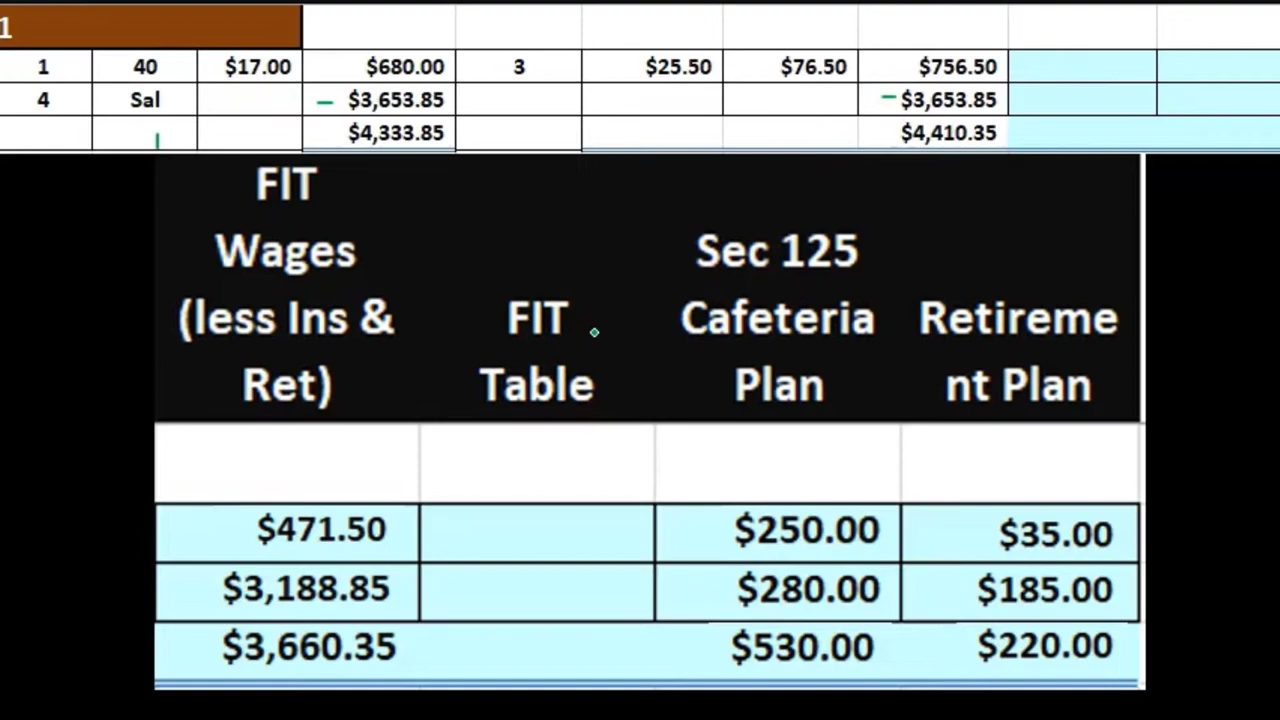 1
1 40 $17.00 $680.00 3 $25.50 $76.50 $756.50
4 Sal $3,653.85 $3,653.85
$4,333.85 $4,410.35
FIT
Wages Sec 125
(less Ins & FIT Cafeteria Retireme
Ret) Table Plan nt Plan
$471.50 $250.00 $35.00
$3,188.85 $280.00 $185.00
$3,660.35 $530.00 $220.00